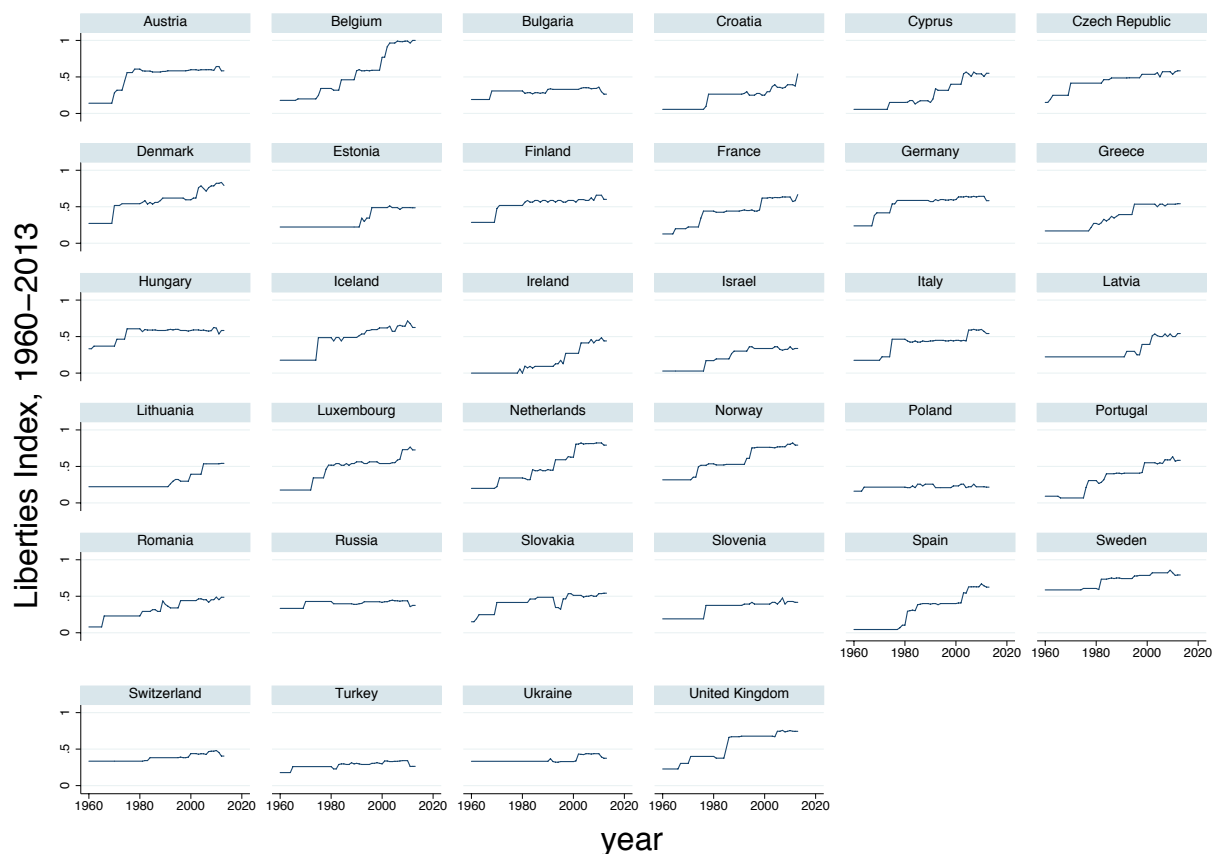 Liberties Index, 1960–2013
Austria Belgium Bulgaria Croatia Cyprus Czech Republic
1
.5
0
Denmark Estonia Finland France Germany Greece
1
.5
0
Hungary Iceland Ireland Israel Italy Latvia
1
.5
0
Lithuania Luxembourg Netherlands Norway Poland Portugal
1
.5
0
Romania Russia Slovakia Slovenia Spain Sweden
1
.5
0
1960 1980 2000 2020 1960 1980 2000 2020
Switzerland Turkey Ukraine United Kingdom
1
.5
0
1960 1980 2000 2020 1960 1980 2000 2020 1960 1980 2000 2020 1960 1980 2000 2020
year